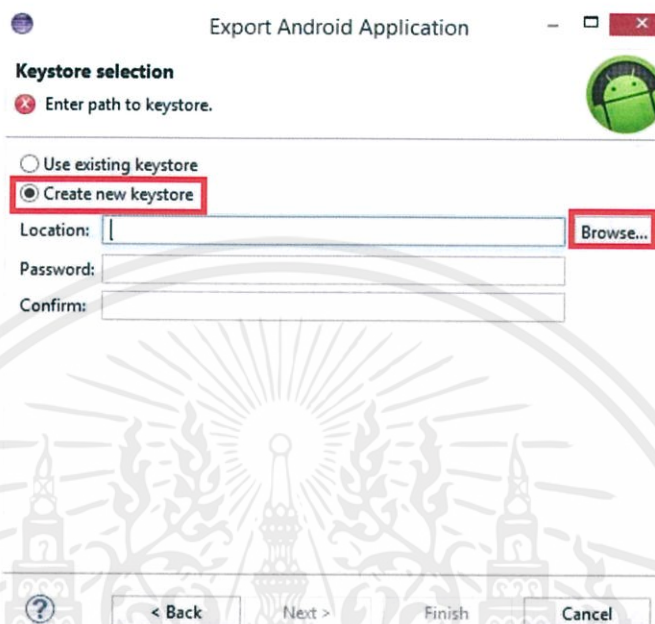 Export Android Application
Keystore selection
Enter path to keystore.
Use existing keystore
Create new keystore
Location:
Browse...
Password:
Confirm:
?
< Back Next > Finish Cancel